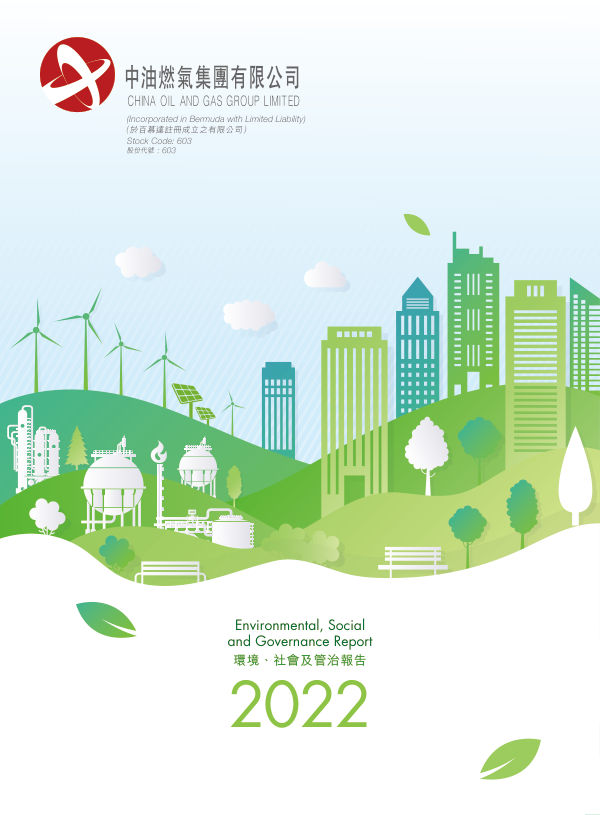 中油燃氣集團有限公司
CHINA OIL AND GAS GROUP LIMITED
(Incorporated in Bermuda with Limited Liability)
(於百慕達註冊成立之有限公司)
Stock Code: 603
股份代號：603
Environmental, Social
and Governance Report
環境、社會及管治報告
2022